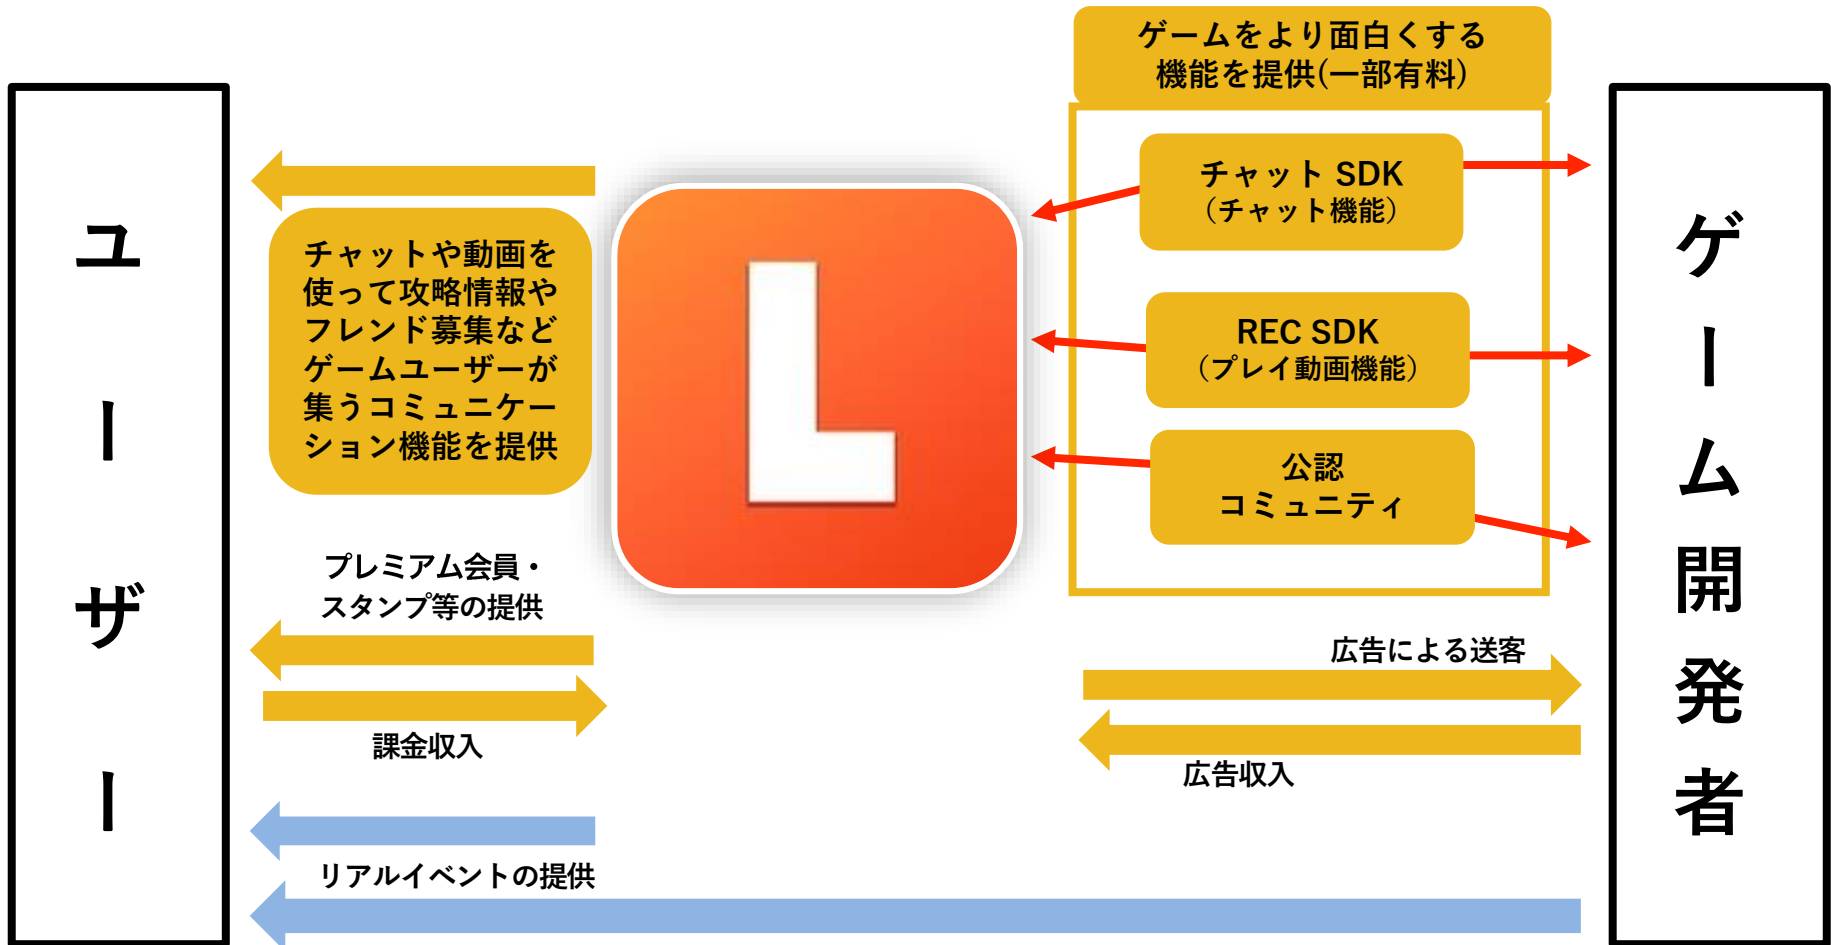 ユーザー
チャットや動画を
使って攻略情報や
フレンド募集など
ゲームユーザーが
集うコミュニケー
ション機能を提供
プレミアム会員・
スタンプ等の提供
課金収入
リアルイベントの提供
L
ゲームをより面白くする
機能を提供(一部有料)
チャット SDK
（チャット機能）
REC SDK
（プレイ動画機能）
公認
コミュニティ
広告による送客
広告収入
ゲーム開発者